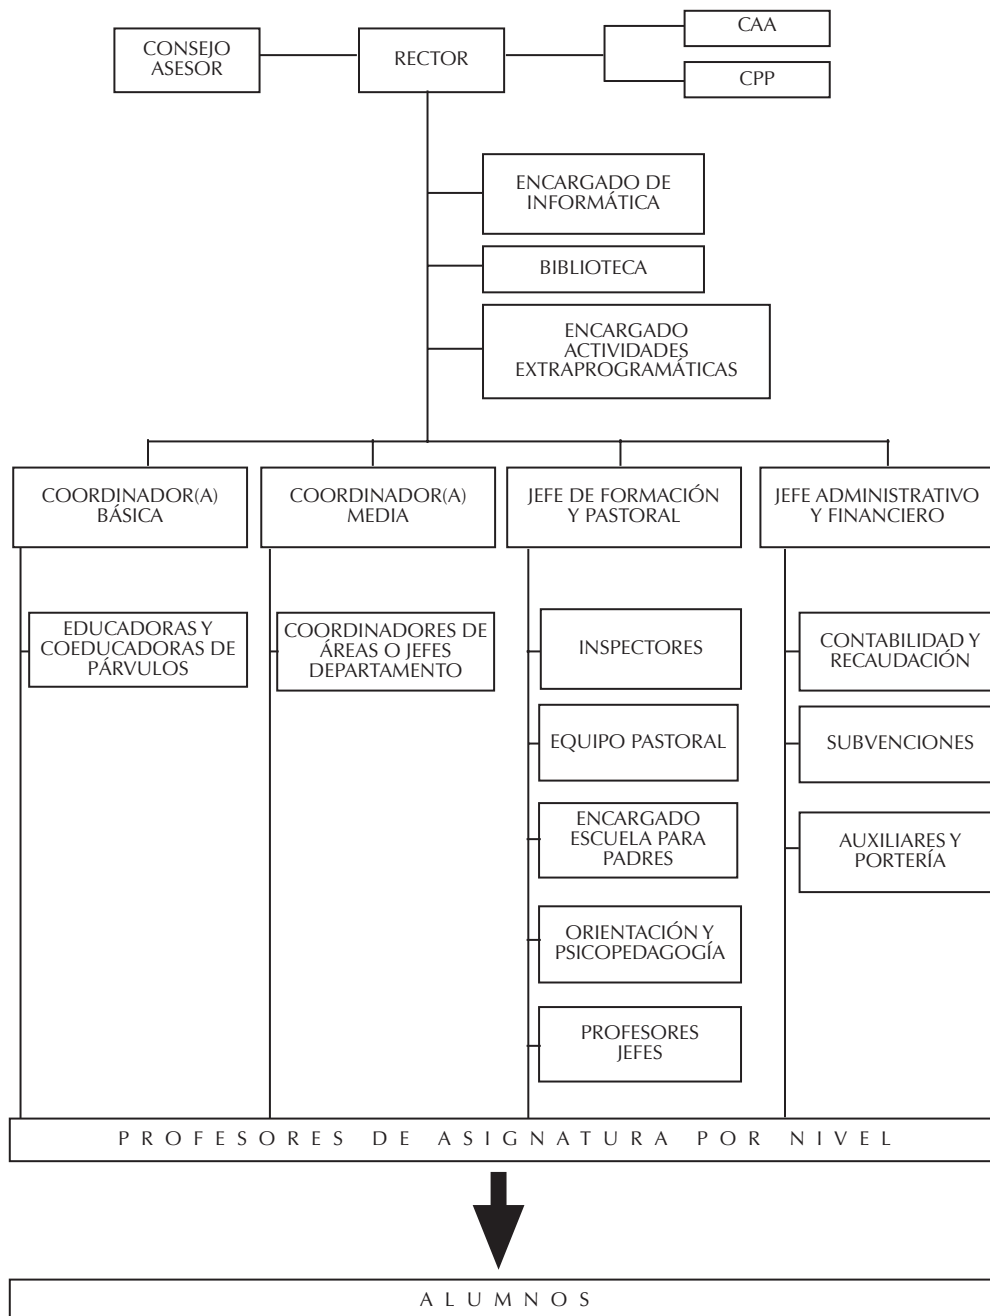 CONSEJO
ASESOR
RECTOR
CAA
CPP
ENCARGADO DE
INFORMÁTICA
BIBLIOTECA
ENCARGADO
ACTIVIDADES
EXTRAPROGRAMÁTICAS
COORDINADOR(A)
BÁSICA
COORDINADOR(A)
MEDIA
JEFE DE FORMACIÓN
Y PASTORAL
JEFE ADMINISTRATIVO
Y FINANCIERO
EDUCADORAS Y
COEDUCADORAS DE
PÁRVULOS
COORDINADORES DE
ÁREAS O JEFES
DEPARTAMENTO
INSPECTORES
EQUIPO PASTORAL
ENCARGADO
ESCUELA PARA
PADRES
ORIENTACIÓN Y
PSICOPEDAGOGÍA
PROFESORES
JEFES
CONTABILIDAD Y
RECAUDACIÓN
SUBVENCIONES
AUXILIARES Y
PORTERÍA
PROFESORES DE ASIGNATURA POR NIVEL
ALUMNOS